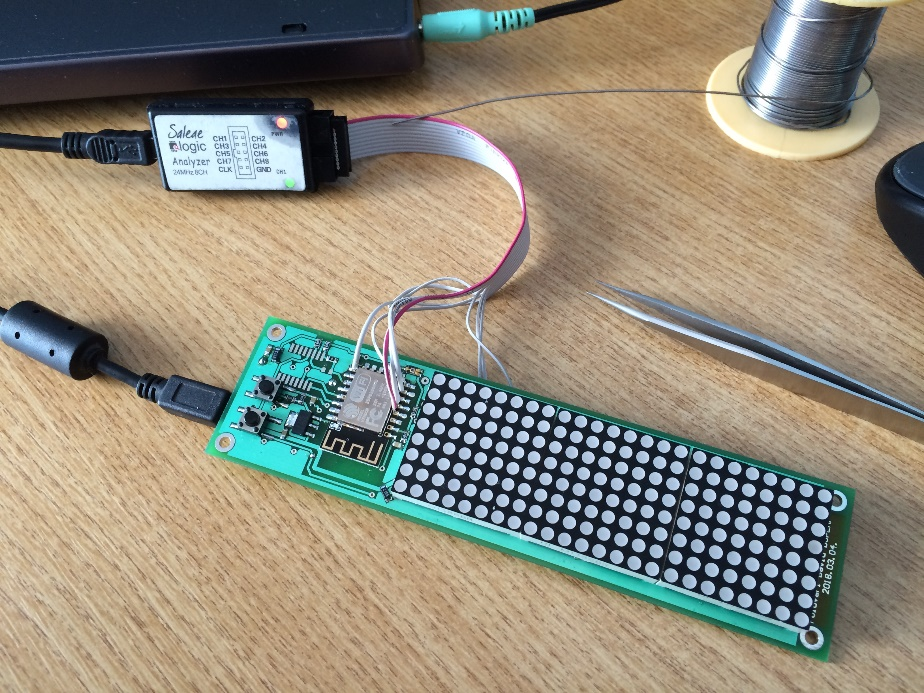 Saleae
logic
Analyzer
24MHz 8CH
CH1 CH2
CH3 CH4
CH5 CH6
CH7 CH8
CLK GND
PWR
CH1
2018.03.04.